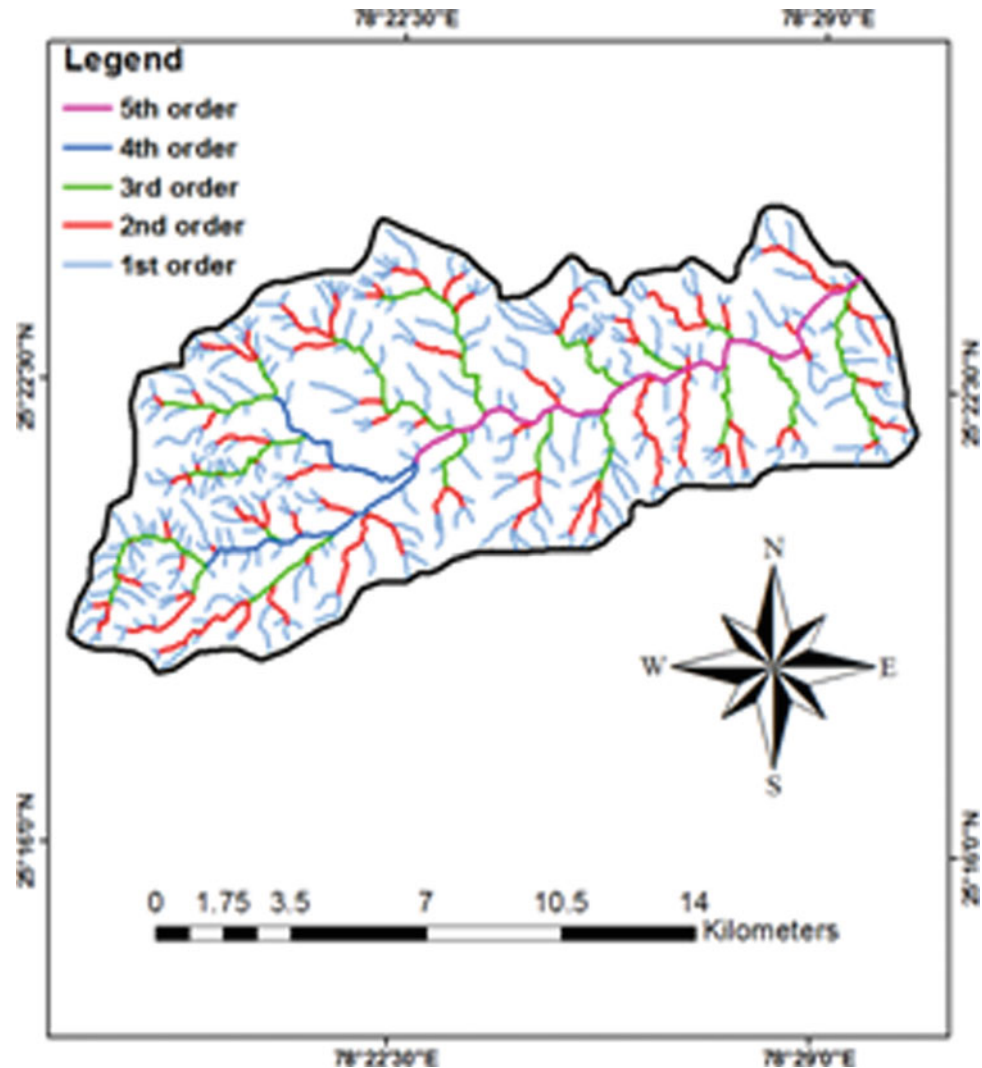 78°22'30"E 78°29'0"E
Legend
5th order
4th order
3rd order
2nd order
1st order
25°22'30"N
25°22'30"N
N
W E
S
25°16'0"N
25°16'0"N
0 1.75 3.5 7 10.5 14
Kilometers
78°22'30"E 78°29'0"E